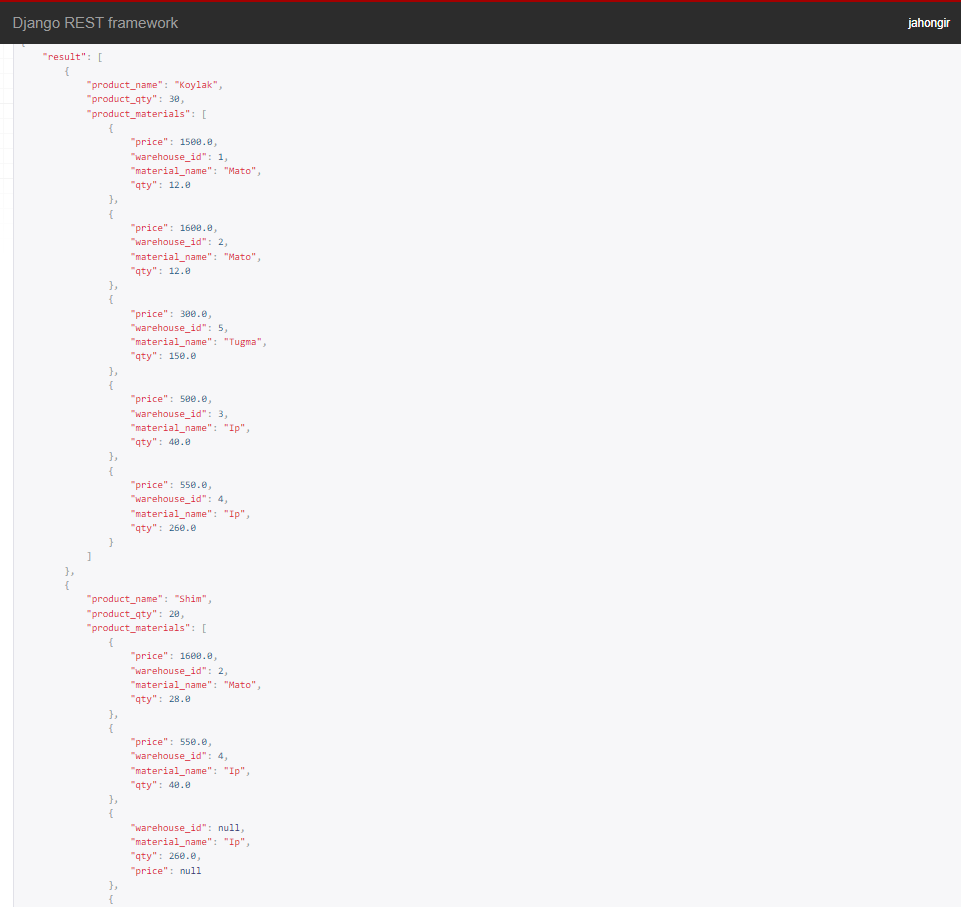 Django REST framework
jahongir
{
"result": [
{
"product_name": "Koylak",
"product_qty": 30,
"product_materials": [
{
"price": 1500.0,
"warehouse_id": 1,
"material_name": "Mato",
"qty": 12.0
},
{
"price": 1600.0,
"warehouse_id": 2,
"material_name": "Mato",
"qty": 12.0
},
{
"price": 300.0,
"warehouse_id": 5,
"material_name": "Tugma",
"qty": 150.0
},
{
"price": 500.0,
"warehouse_id": 3,
"material_name": "Ip",
"qty": 40.0
},
{
"price": 550.0,
"warehouse_id": 4,
"material_name": "Ip",
"qty": 260.0
}
]
},
{
"product_name": "Shim",
"product_qty": 20,
"product_materials": [
{
"price": 1600.0,
"warehouse_id": 2,
"material_name": "Mato",
"qty": 28.0
},
{
"price": 550.0,
"warehouse_id": 4,
"material_name": "Ip",
"qty": 40.0
},
{
"warehouse_id": null,
"material_name": "Ip",
"qty": 260.0,
"price": null
},
{